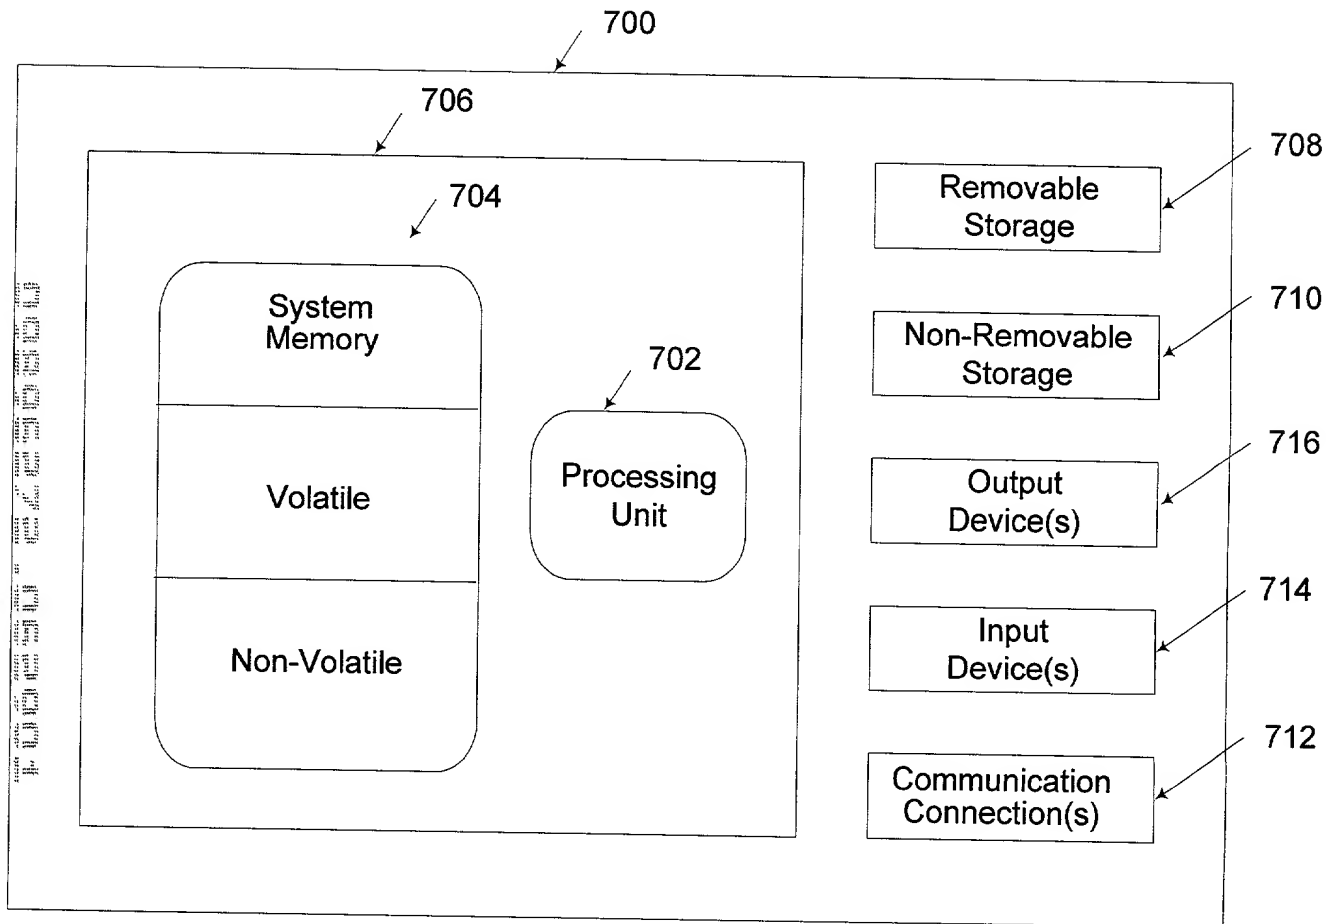 700
706
704
708
Removable
Storage
System
Memory
710
Non-Removable
Storage
702
Processing
Unit
Volatile
716
Output
Device(s)
714
Input
Device(s)
Non-Volatile
712
Communication
Connection(s)